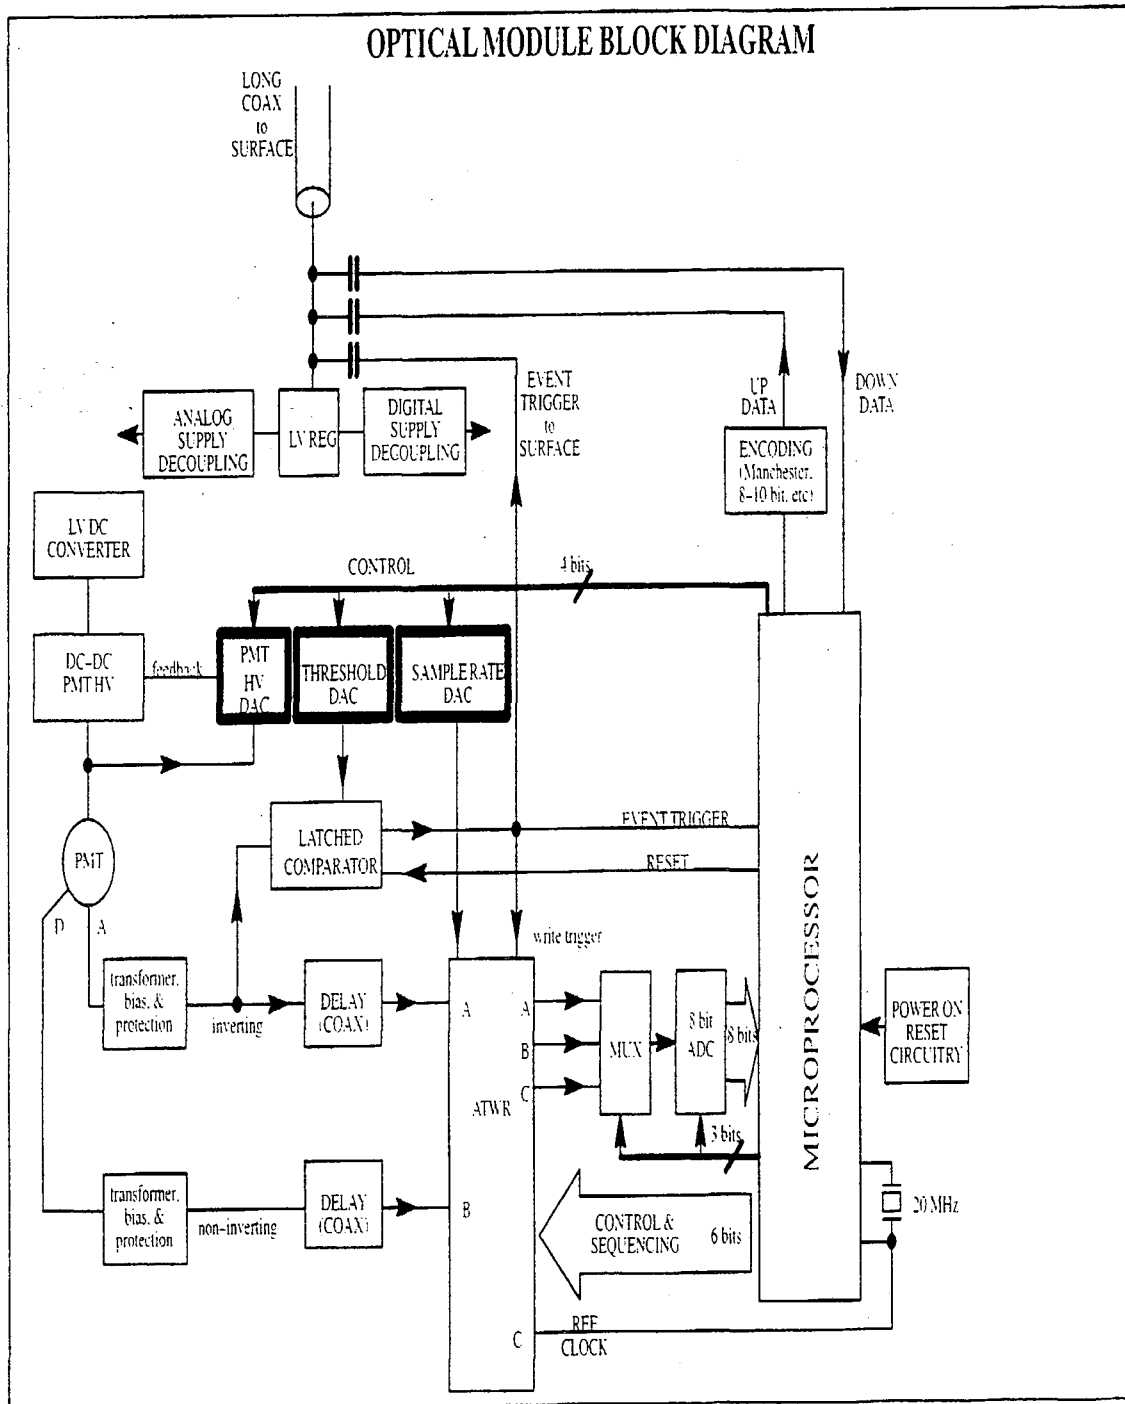 OPTICAL MODULE BLOCK DIAGRAM
LONG
COAX
to
SURFACE
EVENT
TRIGGER
to
SURFACE
UP
DATA
DOWN
DATA
ANALOG
SUPPLY
DECOUPLING
LV REG
DIGITAL
SUPPLY
DECOUPLING
ENCODING
(Manchester,
8-10 bit, etc)
LV DC
CONVERTER
CONTROL
4 bits
DC-DC
PMT HV
feedback
PMT
HV
DAC
THRESHOLD
DAC
SAMPLE RATE
DAC
LATCHED
COMPARATOR
EVENT TRIGGER
RESET
PMT
D
A
write trigger
MICROPROCESSOR
transformer,
bias, &
protection
inverting
DELAY
(COAX)
A
A
B
C
ATWR
MUX
8 bit
ADC
8 bits
POWER ON
RESET
CIRCUITRY
3 bits
transformer,
bias, &
protection
non-inverting
DELAY
(COAX)
B
CONTROL &
SEQUENCING
6 bits
20 MHz
C
REF
CLOCK